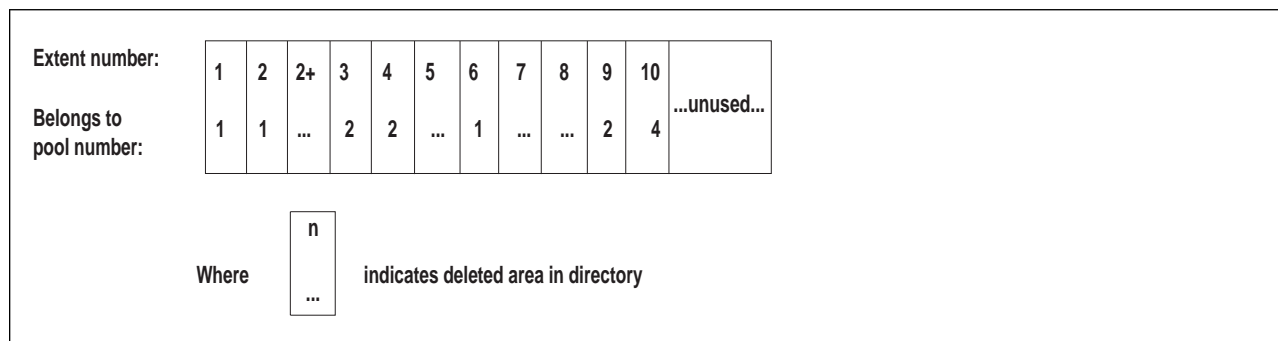 Extent number: 1 2 2+ 3 4 5 6 7 8 9 10
...unused...
Belongs to
pool number: 1 1 ... 2 2 ... 1 ... ... 2 4
n
Where ... indicates deleted area in directory